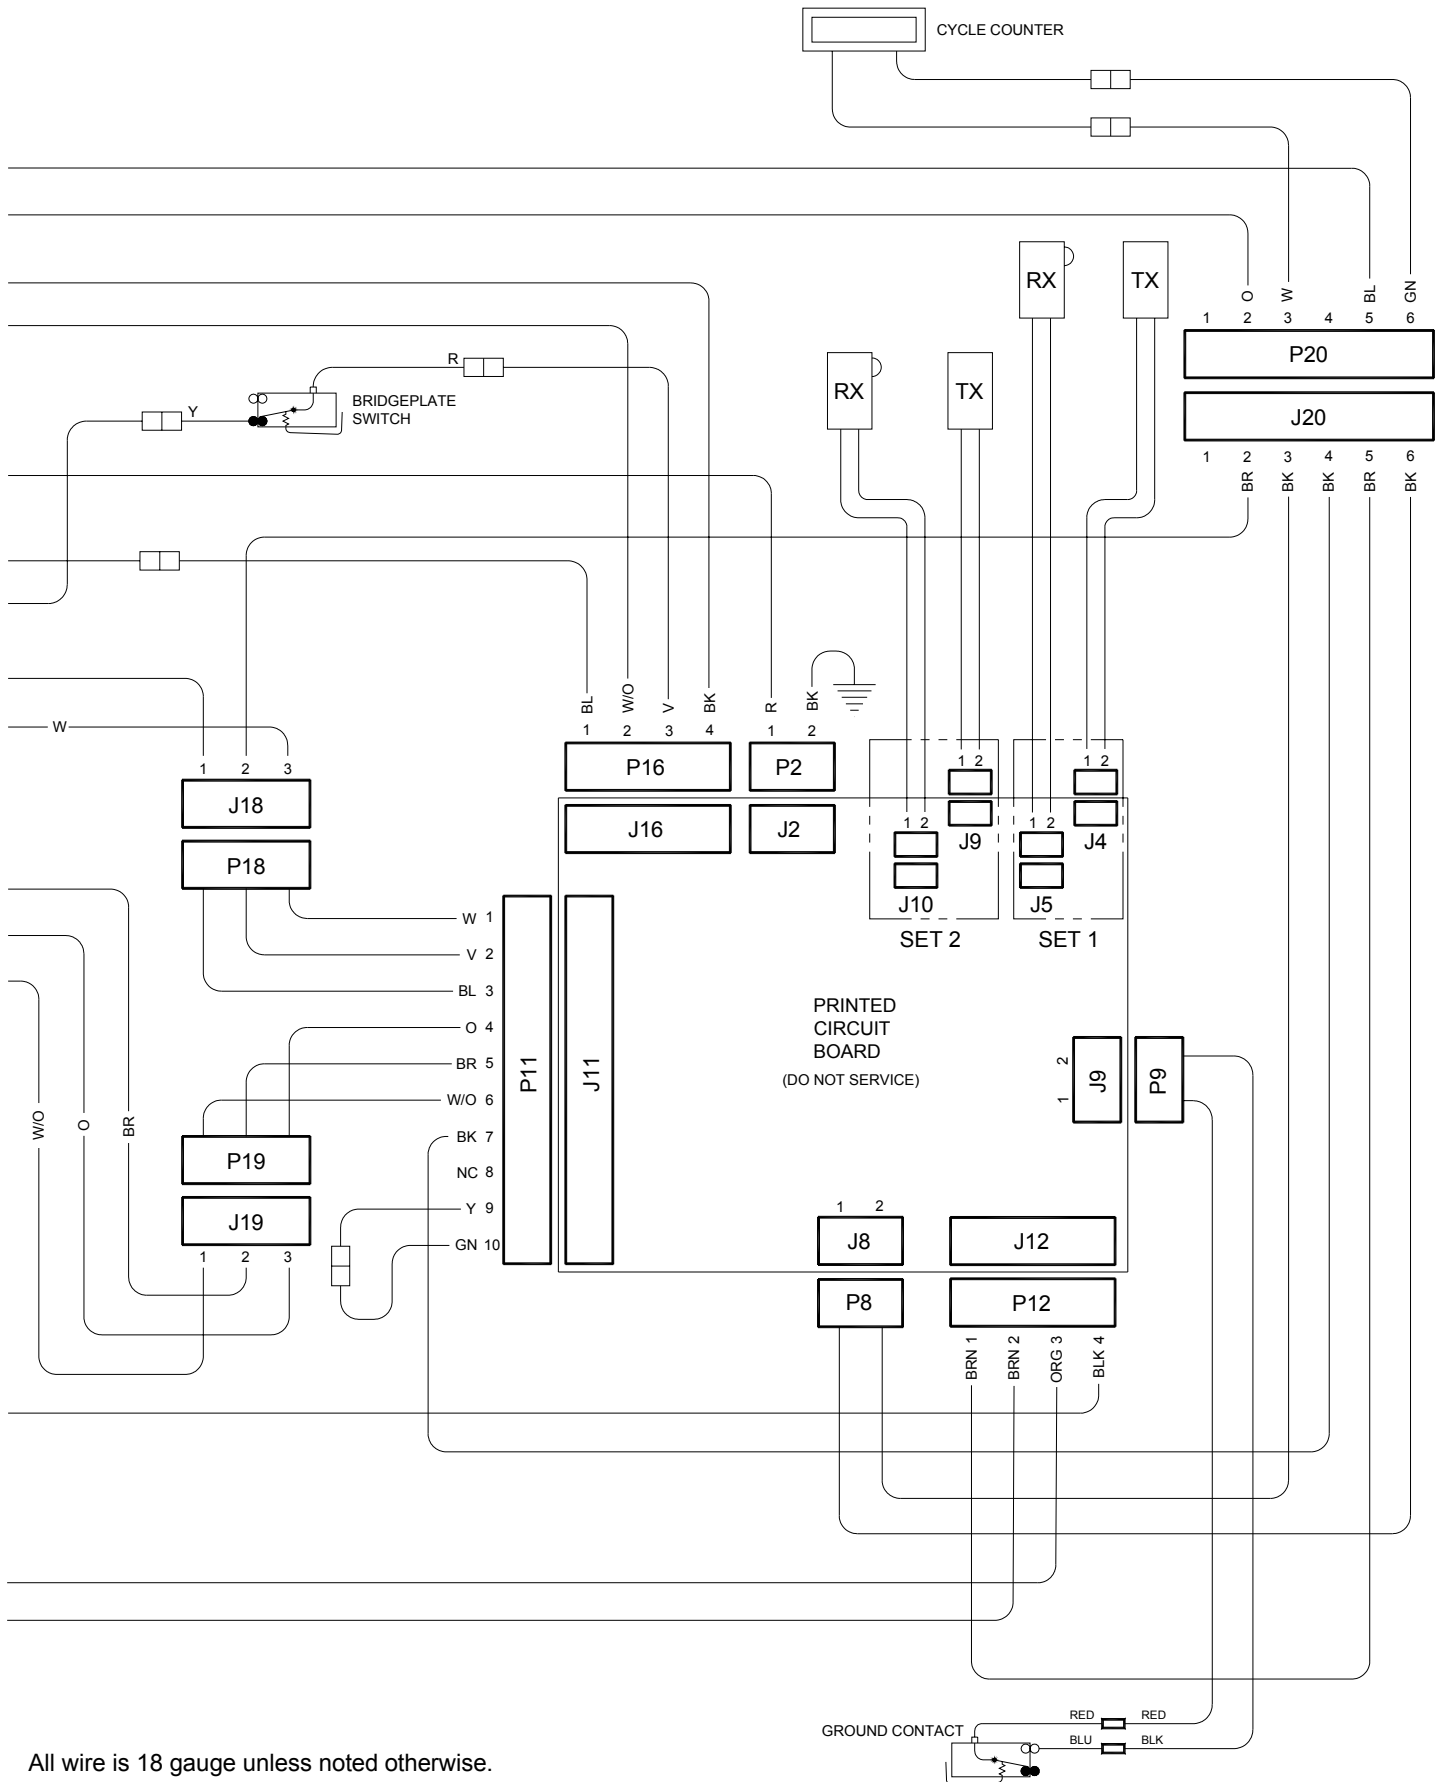 CYCLE COUNTER
O W BL GN
1 2 3 4 5 6
P20
J20
1 2 3 4 5 6
BR BK BK BR BK
RX TX
RX TX
R
BRIDGEPLATE
SWITCH
Y
BL W/O V BK R BK
1 2 3 4 1 2
W
1 2 3
J18
P18
P16 P2
J16 J2
1 2 1 2
1 2 1 2
J9 J4
J10 J5
SET 2 SET 1
W 1
V 2
BL 3
O 4
BR 5
W/O 6
BK 7
NC 8
Y 9
GN 10
P11 J11
PRINTED
CIRCUIT
BOARD
(DO NOT SERVICE)
1 2
J9 P9
W/O O BR
P19
J19
1 2 3
1 2
J8 J12
P8 P12
BRN 1 BRN 2 ORG 3 BLK 4
GROUND CONTACT
RED RED
BLU BLK
All wire is 18 gauge unless noted otherwise.